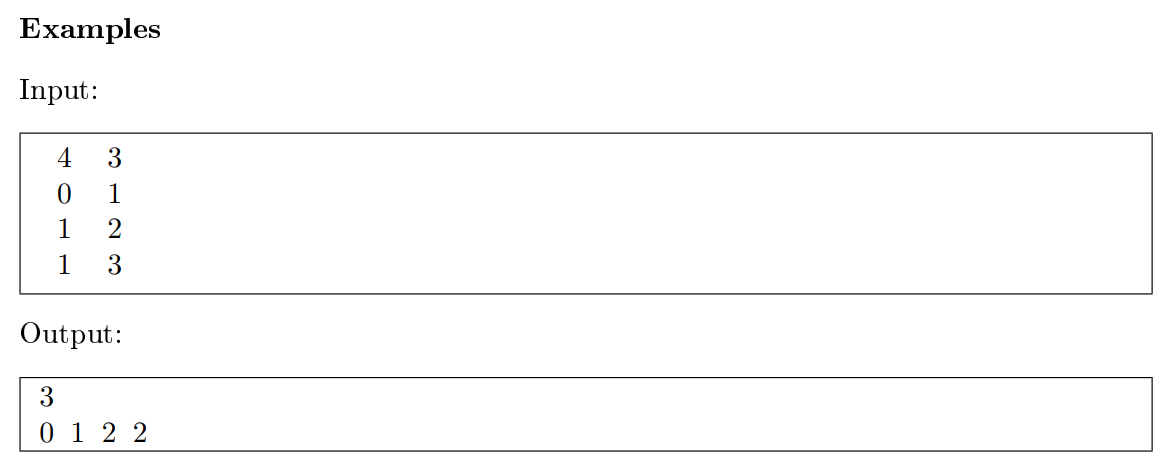 Examples
Input:
4 3
0 1
1 2
1 3
Output:
3
0 1 2 2